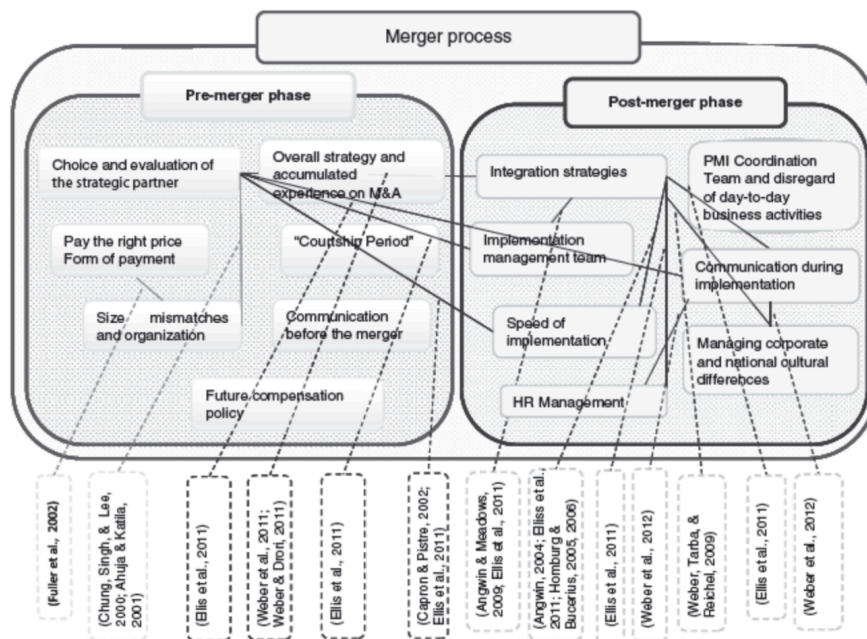 Merger process
Pre-merger phase
Choice and evaluation of
the strategic partner
Overall strategy and
accumulated
experience on M&A
Pay the right price
Form of payment
"Courtship Period"
Size mismatches
and organization
Communication
before the merger
Future compensation
policy
Post-merger phase
Integration strategies
PMI Coordination
Team and disregard
of day-to-day
business activities
Implementation
management team
Communication during
implementation
Speed of
implementation
Managing corporate
and national cultural
differences
HR Management
(Fuller et al., 2002)
(Chung, Singh, & Lee,
2000; Ahuja & Katila,
2001)
(Ellis et al., 2011)
(Weber et al., 2011;
Weber & Drori, 2011)
(Ellis et al., 2011)
(Capron & Pistre, 2002;
Ellis et al., 2011)
(Angwin & Meadows,
2009; Ellis et al., 2011)
(Angwin, 2004; Elliss et al.,
2011; Homburg &
Bucerius, 2005, 2006)
(Ellis et al., 2011)
(Weber et al., 2012)
(Weber, Tarba, &
Reichel, 2009)
(Ellis et al., 2011)
(Weber et al., 2012)